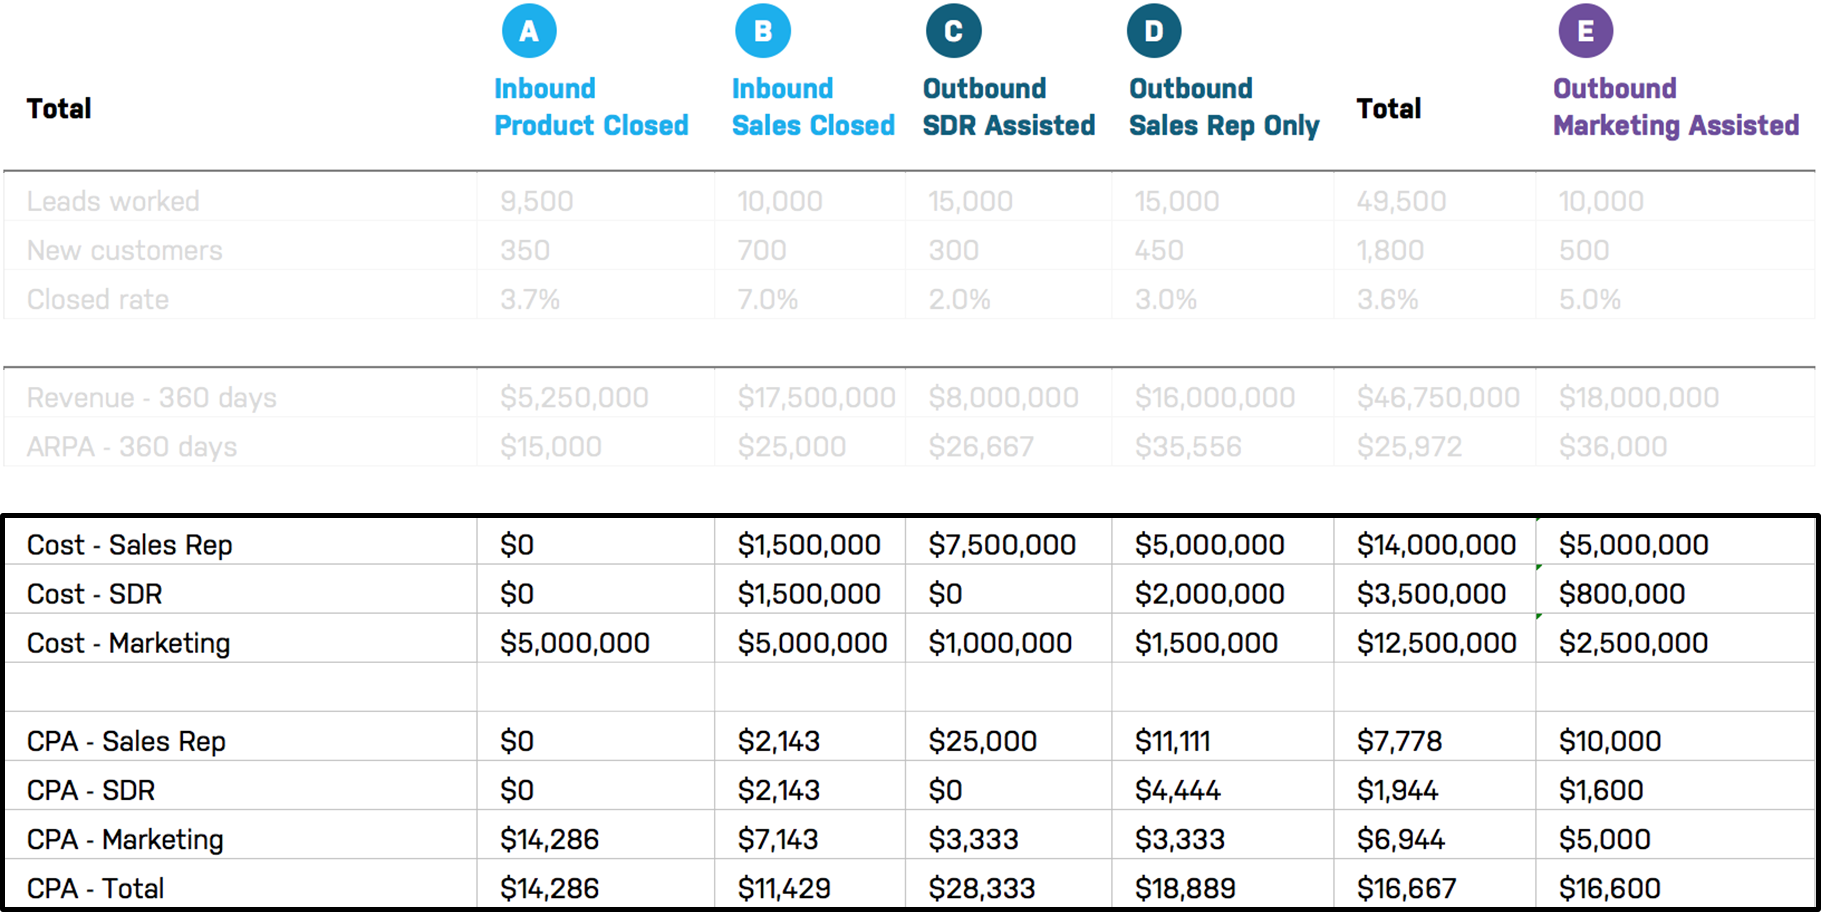 A B C D E
Inbound Inbound Outbound Outbound Outbound
Total Product Closed Sales Closed SDR Assisted Sales Rep Only Total Marketing Assisted
Leads worked 9,500 10,000 15,000 15,000 49,500 10,000
New customers 350 700 300 450 1,800 500
Closed rate 3.7% 7.0% 2.0% 3.0% 3.6% 5.0%
Revenue - 360 days $5,250,000 $17,500,000 $8,000,000 $16,000,000 $46,750,000 $18,000,000
ARPA - 360 days $15,000 $25,000 $26,667 $35,556 $25,972 $36,000
Cost - Sales Rep $0 $1,500,000 $7,500,000 $5,000,000 $14,000,000 $5,000,000
Cost - SDR $0 $1,500,000 $0 $2,000,000 $3,500,000 $800,000
Cost - Marketing $5,000,000 $5,000,000 $1,000,000 $1,500,000 $12,500,000 $2,500,000
CPA - Sales Rep $0 $2,143 $25,000 $11,111 $7,778 $10,000
CPA - SDR $0 $2,143 $0 $4,444 $1,944 $1,600
CPA - Marketing $14,286 $7,143 $3,333 $3,333 $6,944 $5,000
CPA - Total $14,286 $11,429 $28,333 $18,889 $16,667 $16,600